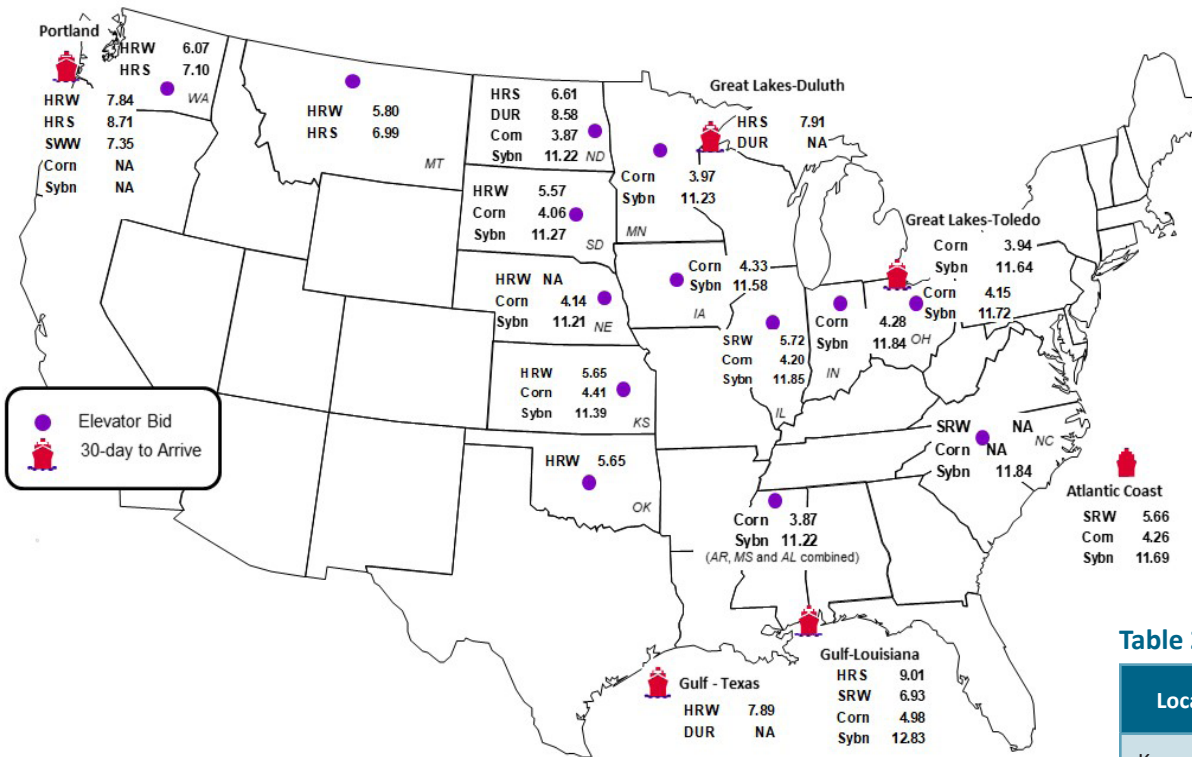 Portland
HRW 6.07
HRS 7.10
WA
HRW 7.84
HRS 8.71
SWW 7.35
Corn NA
Sybn NA
HRW 5.80
HRS 6.99
MT
HRS 6.61
DUR 8.58
Corn 3.87
Sybn 11.22 ND
Great Lakes-Duluth
HRS 7.91
DUR NA
Corn 3.97
Sybn 11.23
MN
HRW 5.57
Corn 4.06
Sybn 11.27
SD
Great Lakes-Toledo
Corn 3.94
Sybn 11.64
HRW NA
Corn 4.14
Sybn 11.21 NE
Corn 4.33
Sybn 11.58
IA
Corn 4.15
Sybn 11.72
Corn 4.28
Sybn 11.84 OH
IN
SRW 5.72
Corn 4.20
Sybn 11.85
IL
HRW 5.65
Corn 4.41
Sybn 11.39
KS
Elevator Bid
30-day to Arrive
HRW 5.65
OK
SRW NA
Corn NA NC
Sybn 11.84
Atlantic Coast
SRW 5.66
Corn 4.26
Sybn 11.69
Corn 3.87
Sybn 11.22
(AR, MS and AL combined)
Gulf - Texas
HRW 7.89
DUR NA
Gulf-Louisiana
HRS 9.01
SRW 6.93
Corn 4.98
Sybn 12.83
Table
Loca